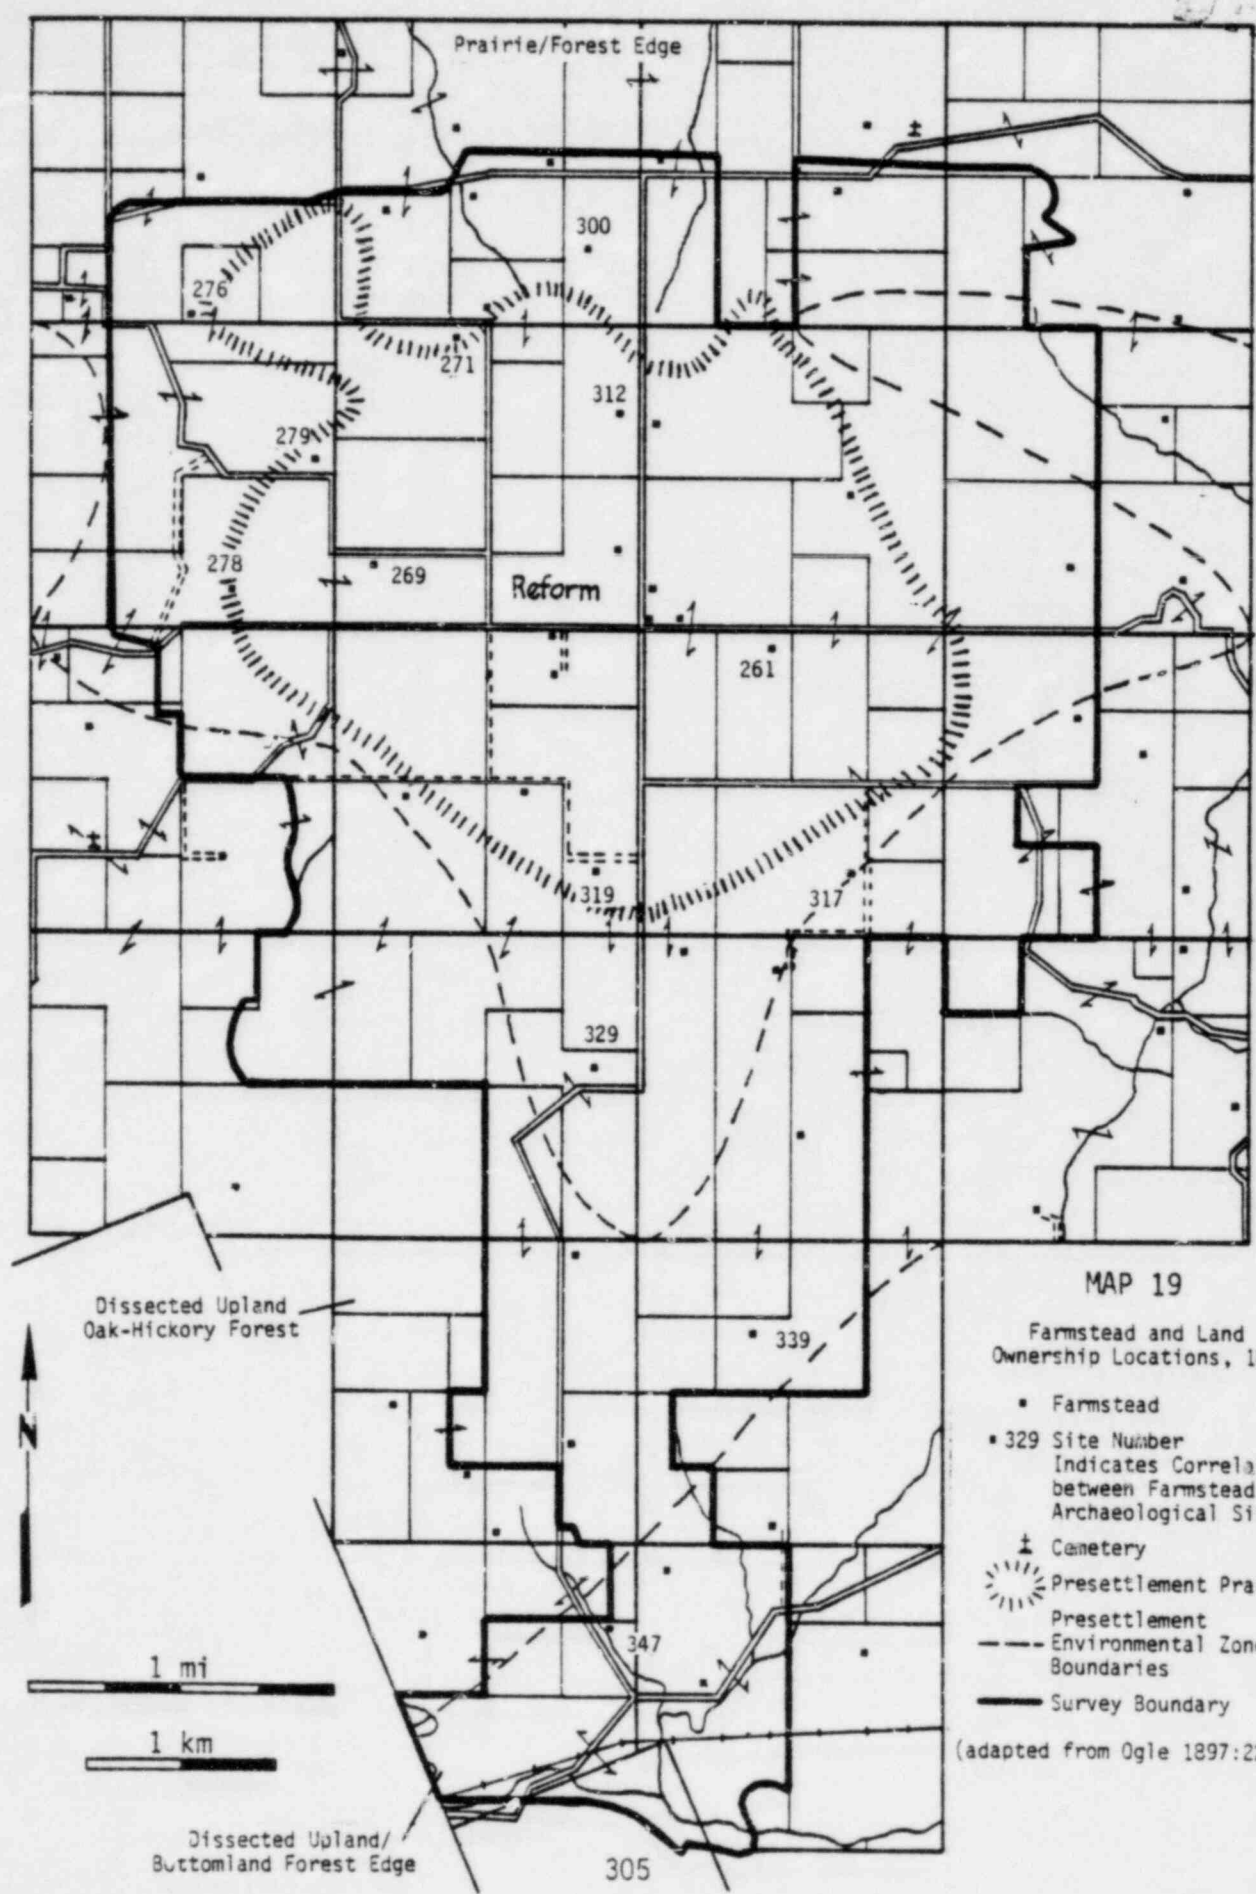 Prairie/Forest Edge
300
276
271
312
279
278
269
Reform
261
319
317
329
339
347
Dissected Upland
Oak-Hickory Forest
N
1 mi
1 km
Dissected Upland/
Bottomland Forest Edge
305
MAP 19
Farmstead and Land
Ownership Locations, 1
Farmstead
329 Site Number
Indicates Correla
between Farmstead
Archaeological Si
Cemetery
Presettlement Pra
Presettlement
Environmental Zon
Boundaries
Survey Boundary
(adapted from Ogle 1897:2